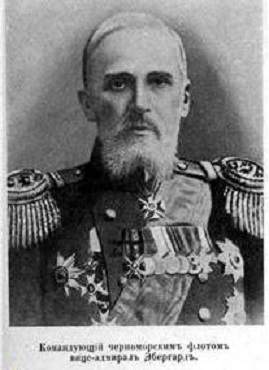 Командующій черноморскимъ флотомъ
вице-адмиралъ Эбергардъ.